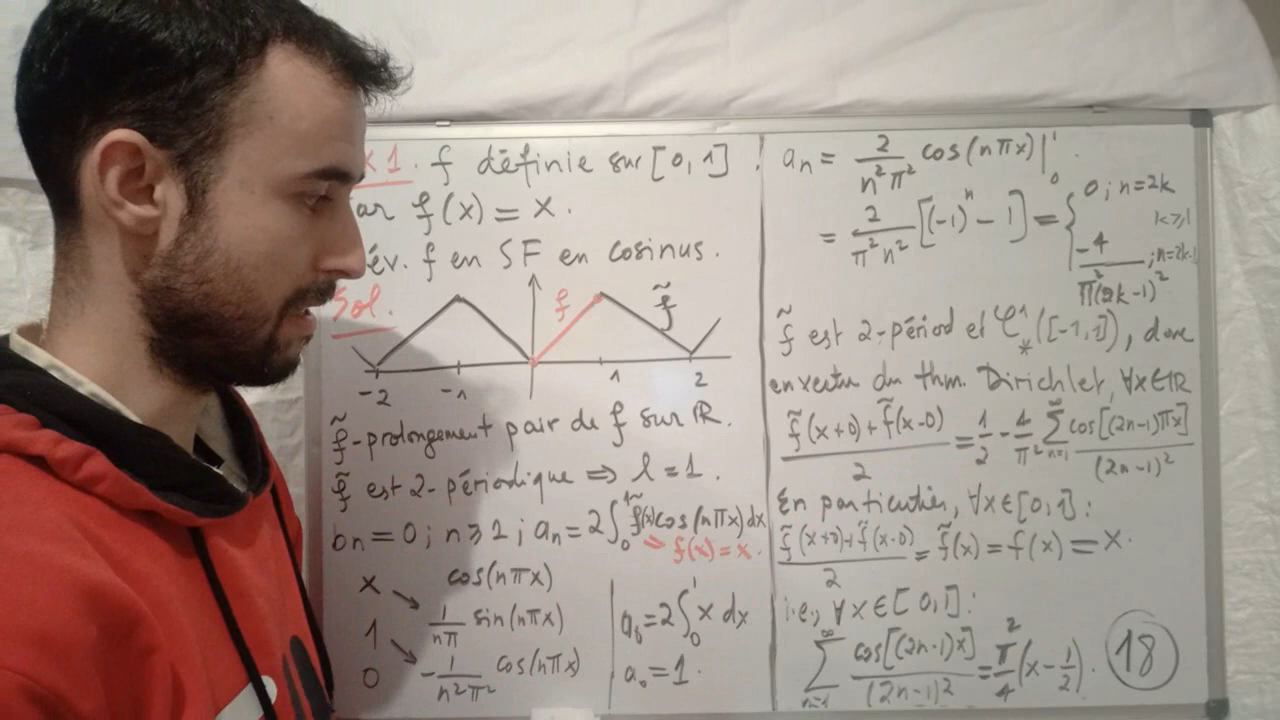 x 1. f définie sur [0, 1]
ar f(x) = x.
év. f en SF en cosinus.
Sol.
f f̃
-2 -1 1 2
f̃-prolongement pair de f sur ℝ.
f̃ est 2-périodique ⇒ l = 1.
bn = 0; n ≥ 1; an = 2∫₀¹ f̃(x) cos(nπx) dx
⇒ f(x) = x.
x cos(nπx)
1 1/nπ sin(nπx)
0 -1/n²π² cos(nπx)
a₀ = 2∫₀¹ x dx
a₀ = 1.
an = 2/n²π² cos(nπx)|₀¹.
= 2/π²n² [(-1)ⁿ - 1] = { 0; n=2k
k≥1
-4/π²(2k-1)²; n=2k-1
f̃ est 2-périod et C¹*([-1,1]), donc
en vertu du thm. Dirichlet, ∀x∈ℝ
f̃(x+0)+f̃(x-0)/2 = 1/2 - 4/π² ∑ₙ₌₁^∞ cos[(2n-1)πx]/(2n-1)²
En particulier, ∀x∈[0,1]:
f̃(x+0)+f̃(x-0)/2 = f̃(x) = f(x) = x.
i.e., ∀x∈[0,1]:
∑ₙ₌₁^∞ cos[(2n-1)x]/(2n-1)² = π²/4 (x - 1/2).
18